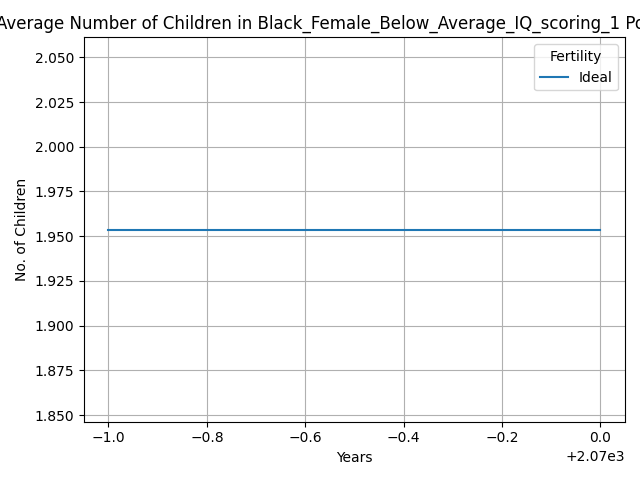 Average Number of Children in Black_Female_Below_Average_IQ_scoring_1 Po
Fertility
Ideal
2.050
2.025
2.000
1.975
1.950
1.925
1.900
1.875
1.850
No. of Children
−1.0 −0.8 −0.6 −0.4 −0.2 0.0
+2.07e3
Years